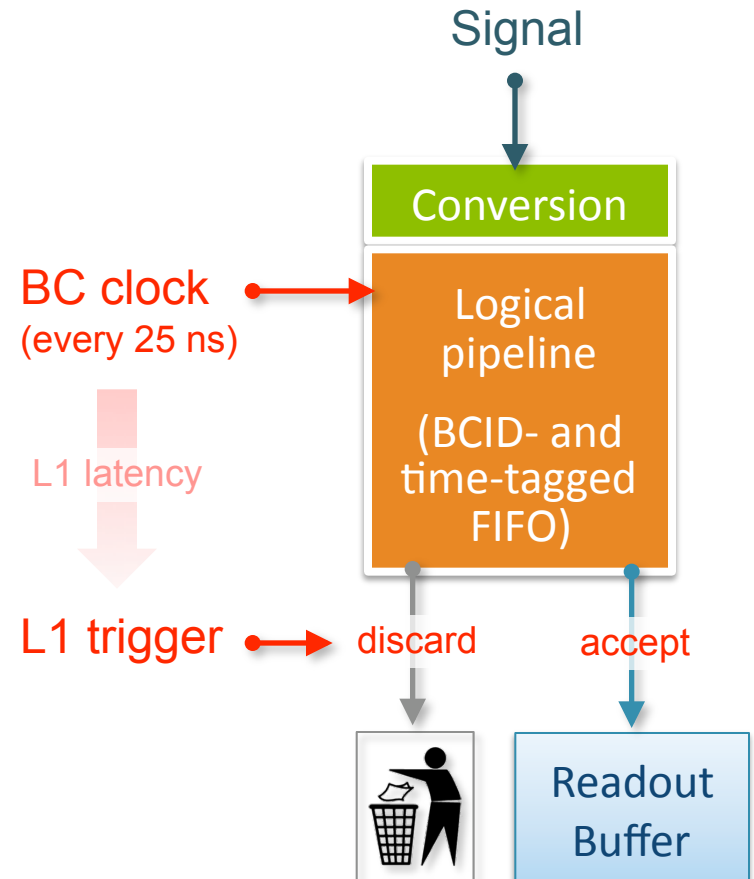 Signal
Conversion
BC clock
(every 25 ns)
Logical
pipeline
(BCID- and
time-tagged
FIFO)
L1 latency
L1 trigger
discard
accept
Readout
Buffer